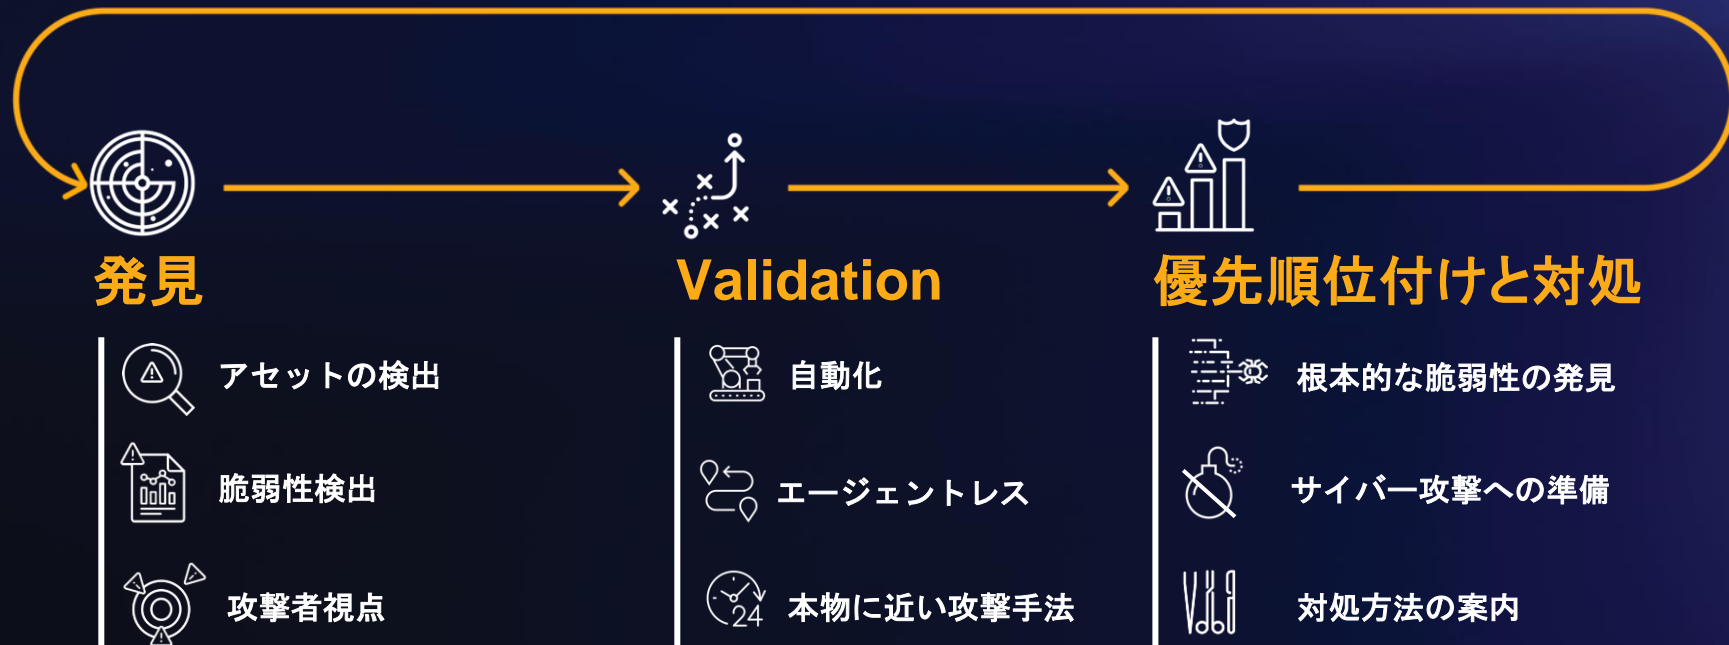 発見
アセットの検出
脆弱性検出
攻撃者視点
Validation
自動化
エージェントレス
24
本物に近い攻撃手法
優先順位付けと対処
根本的な脆弱性の発見
サイバー攻撃への準備
対処方法の案内